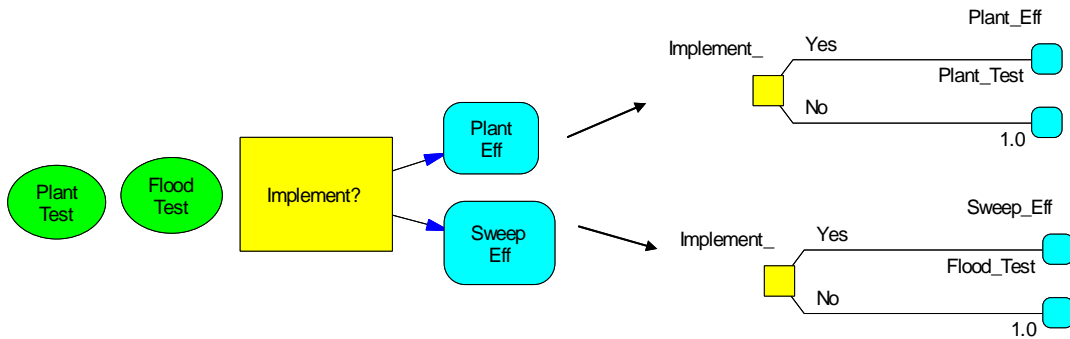 Plant
Test
Flood
Test
Implement?
Plant
Eff
Sweep
Eff
Plant_Eff
Implement_
Yes
Plant_Test
No
1.0
Sweep_Eff
Implement_
Yes
Flood_Test
No
1.0